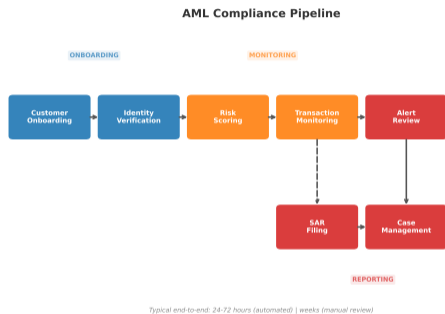 AML Compliance Pipeline
ONBOARDING
MONITORING
Customer
Onboarding
Identity
Verification
Risk
Scoring
Transaction
Monitoring
Alert
Review
SAR
Filing
Case
Management
REPORTING
Typical end-to-end: 24-72 hours (automated) | weeks (manual review)